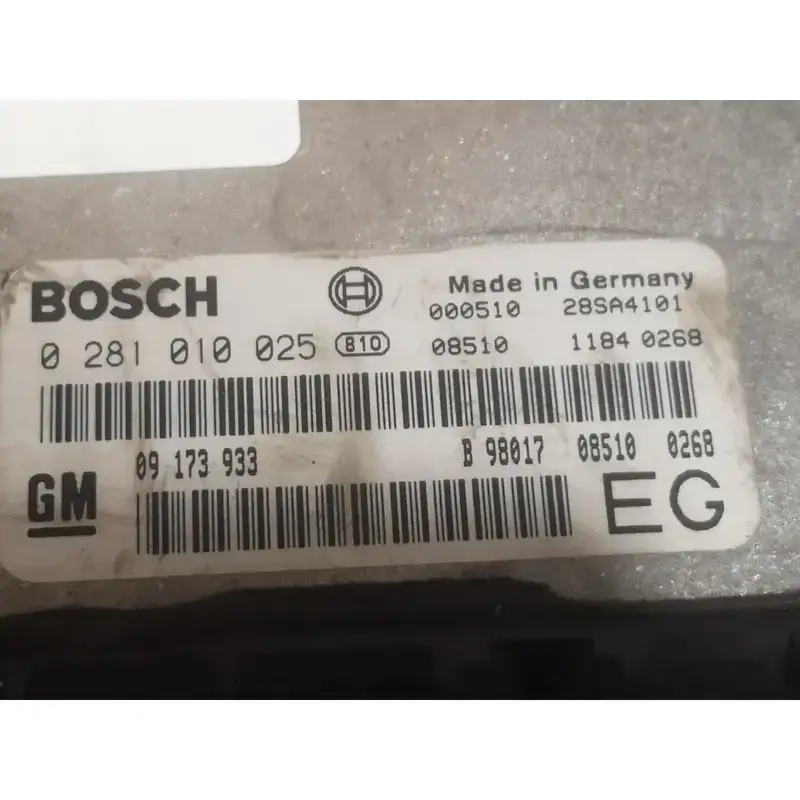 BOSCH
Made in Germany
000510 28SA4101
0 281 010 025 810 08510 1184 0268
09 173 933 B 98017 08510 0268
GM EG